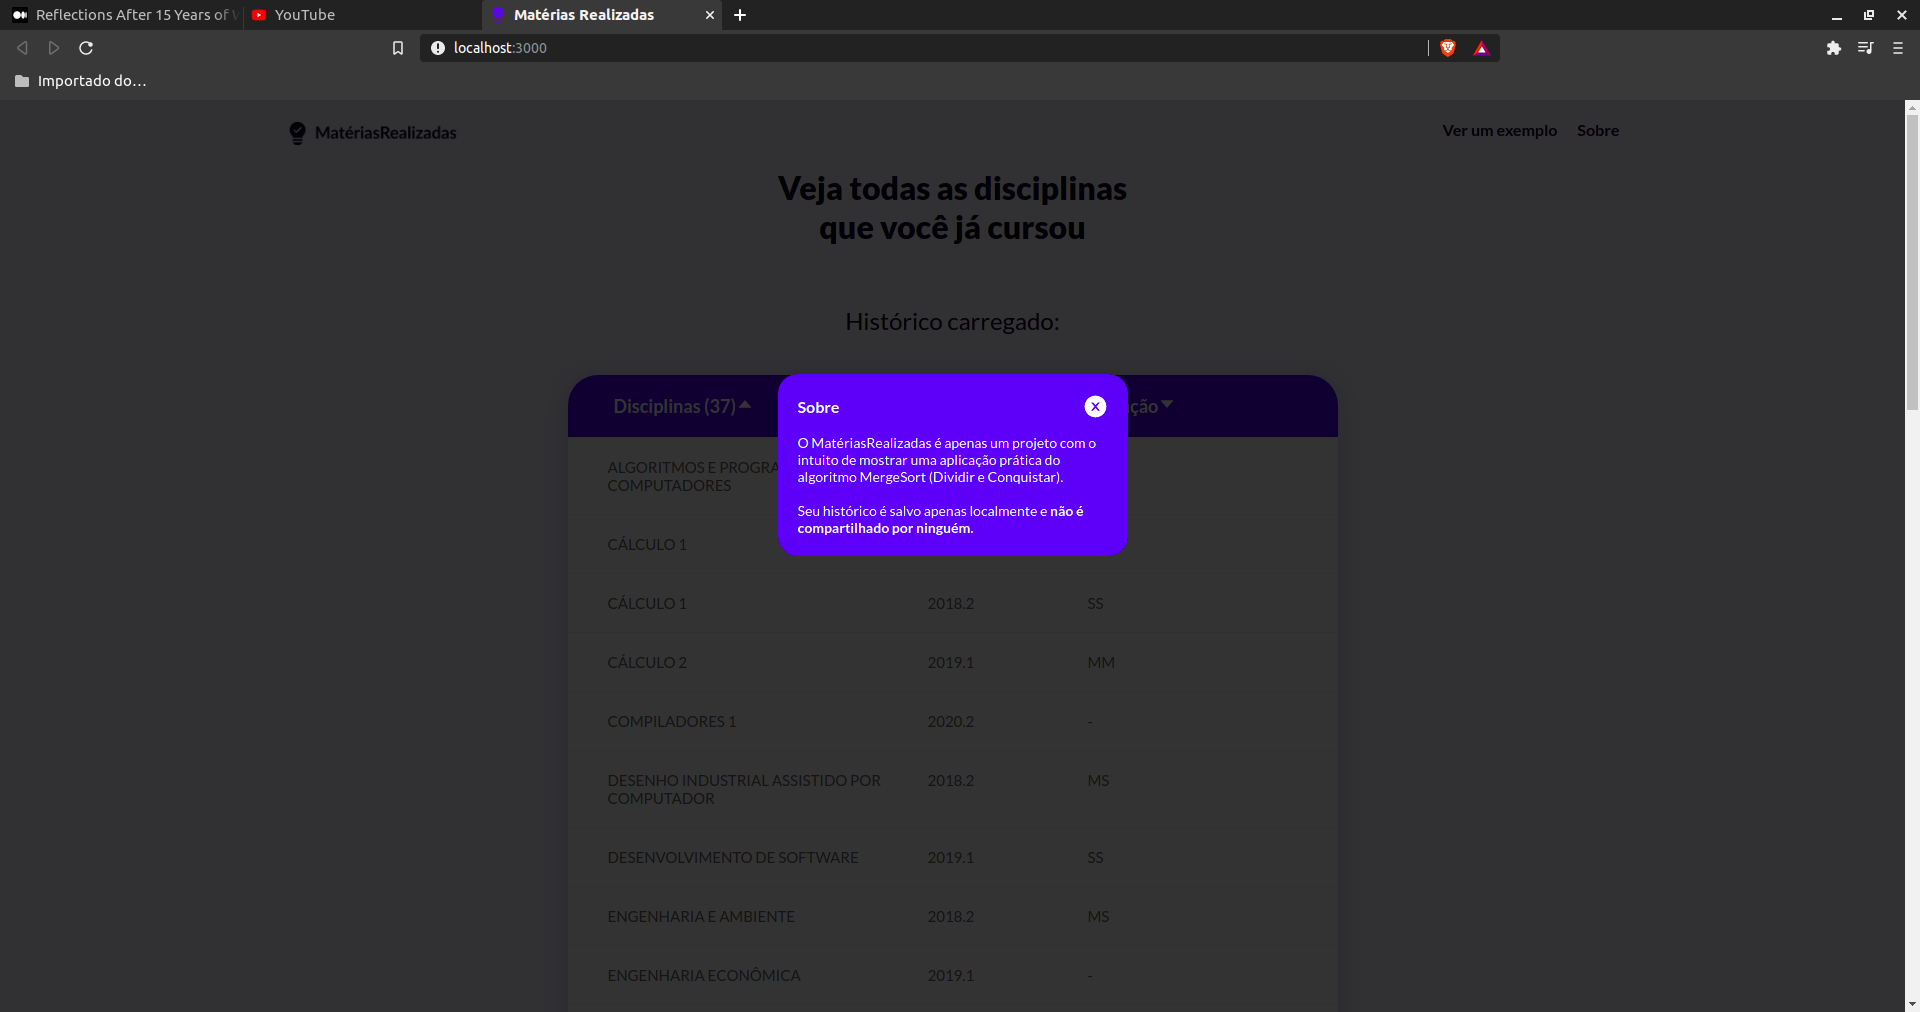 Reflections After 15 Years of
YouTube
Matérias Realizadas
localhost:3000
Importado do…
MatériasRealizadas
Ver um exemplo
Sobre
Veja todas as disciplinas
que você já cursou
Histórico carregado:
Disciplinas (37)
ção
Sobre
X
O MatériasRealizadas é apenas um projeto com o
intuito de mostrar uma aplicação prática do
algoritmo MergeSort (Dividir e Conquistar).
Seu histórico é salvo apenas localmente e não é
compartilhado por ninguém.
ALGORITMOS E PROGRA
COMPUTADORES
CÁLCULO 1
CÁLCULO 1 2018.2 SS
CÁLCULO 2 2019.1 MM
COMPILADORES 1 2020.2 -
DESENHO INDUSTRIAL ASSISTIDO POR 2018.2 MS
COMPUTADOR
DESENVOLVIMENTO DE SOFTWARE 2019.1 SS
ENGENHARIA E AMBIENTE 2018.2 MS
ENGENHARIA ECONÔMICA 2019.1 -